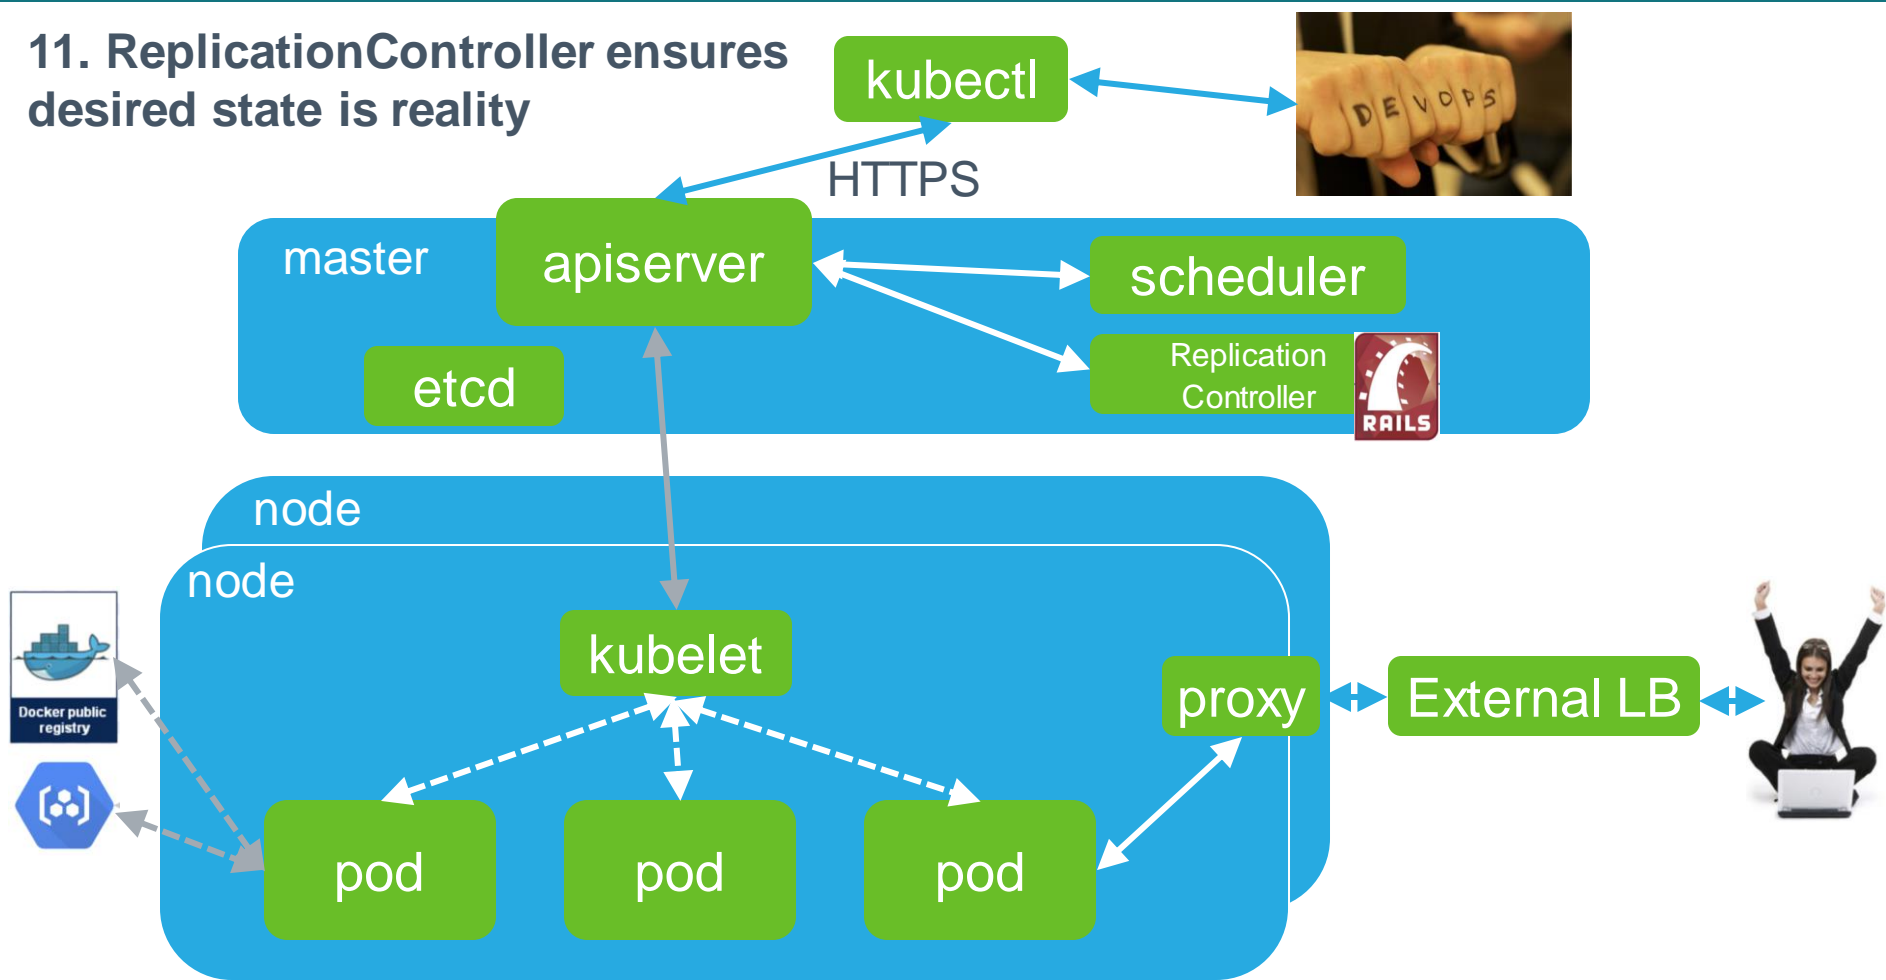 11. ReplicationController ensures
desired state is reality
kubectl
DEVOPS
HTTPS
master
apiserver
scheduler
Replication
Controller
RAILS
etcd
node
node
kubelet
Docker public
registry
proxy
External LB
pod
pod
pod